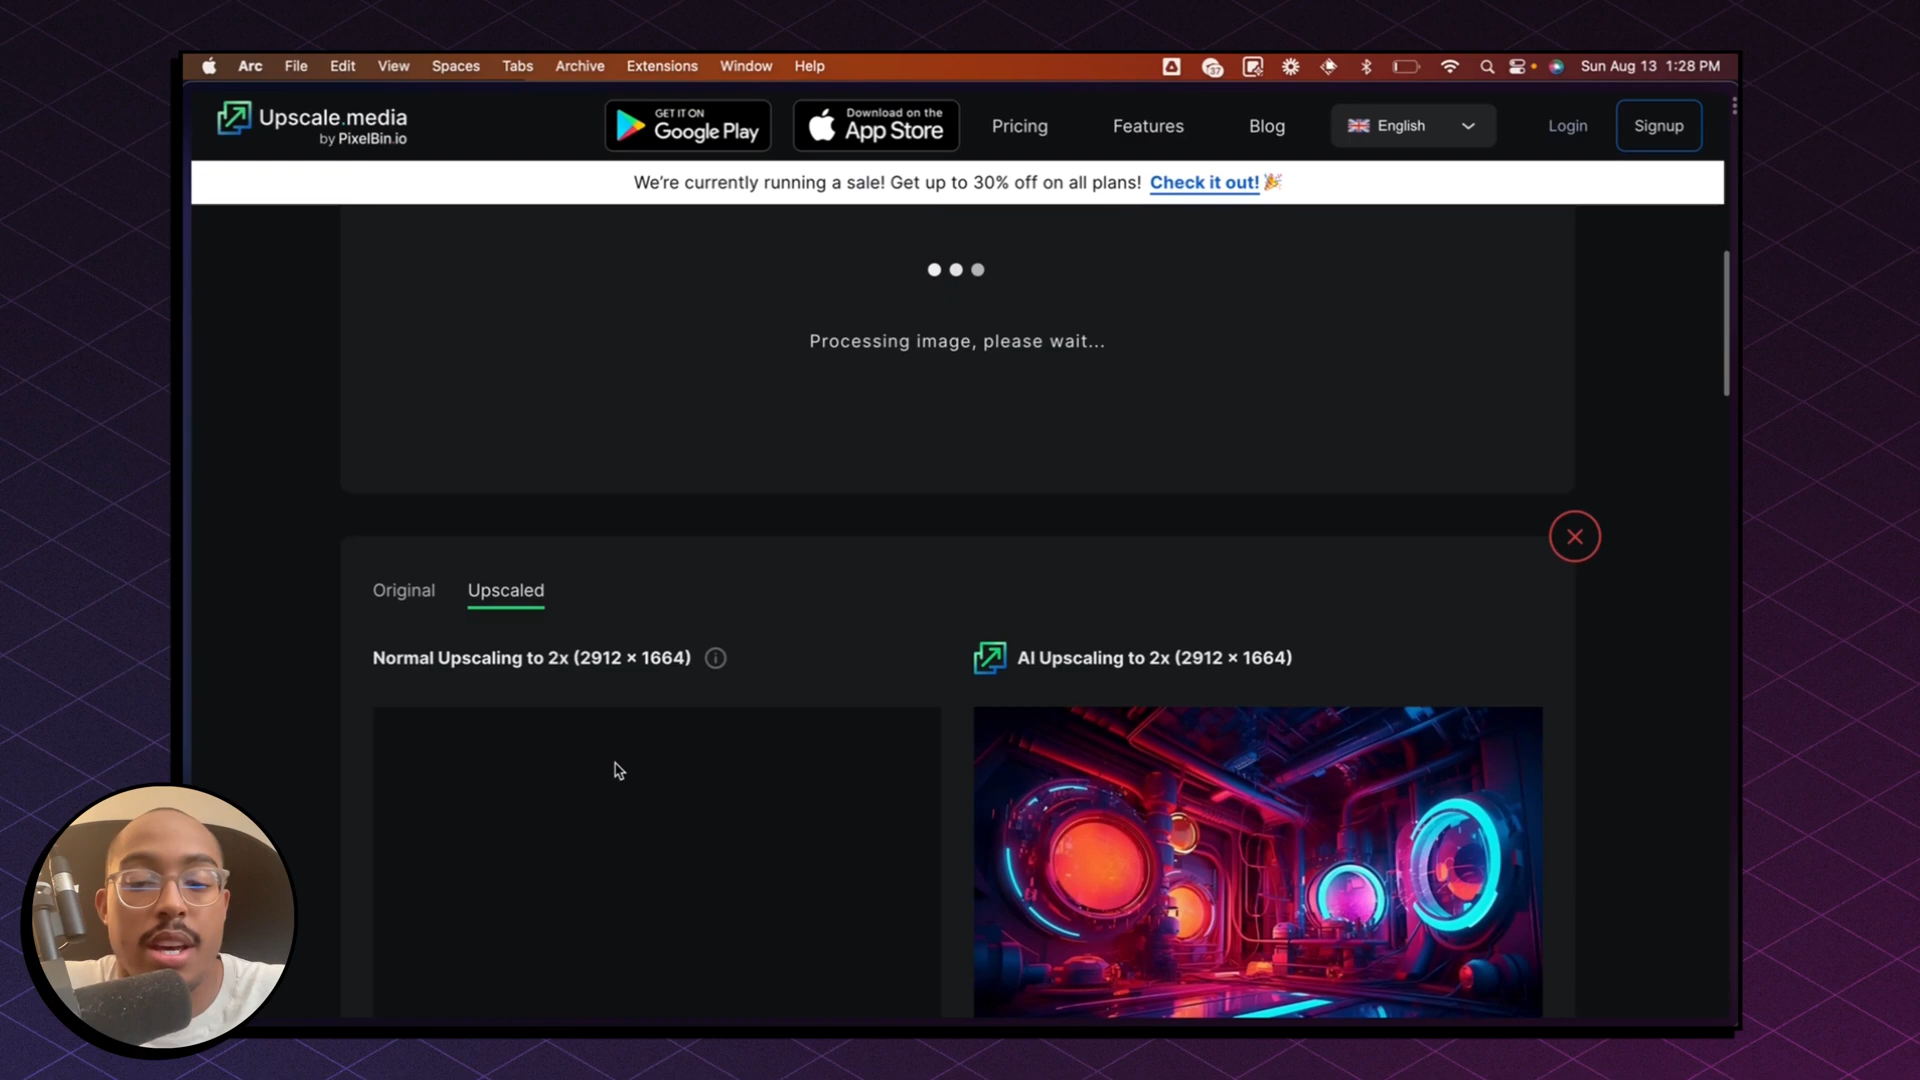 Arc File Edit View Spaces Tabs Archive Extensions Window Help 37 Sun Aug 13 1:28 PM
Upscale.media
by PixelBin.io
GET IT ON
Google Play
Download on the
App Store
Pricing Features Blog English Login Signup
We're currently running a sale! Get up to 30% off on all plans! Check it out!
Processing image, please wait...
Original Upscaled
Normal Upscaling to 2x (2912 × 1664)
AI Upscaling to 2x (2912 × 1664)